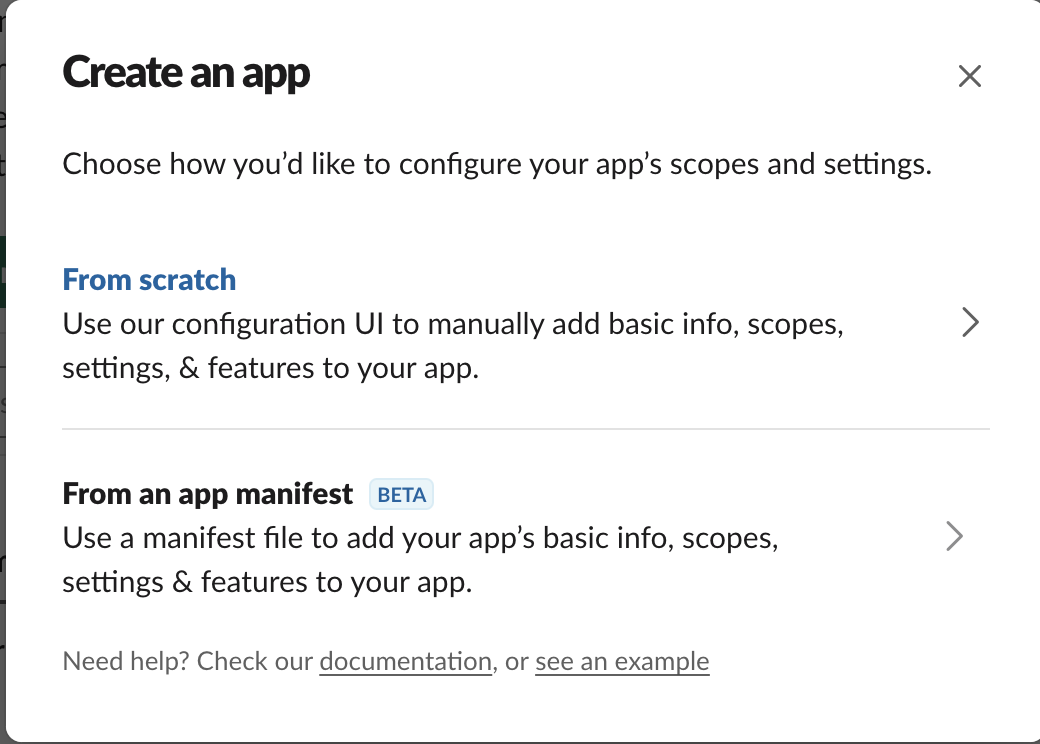 Create an app
Choose how you’d like to configure your app’s scopes and settings.
From scratch
Use our configuration UI to manually add basic info, scopes,
settings, & features to your app.
From an app manifest BETA
Use a manifest file to add your app’s basic info, scopes,
settings & features to your app.
Need help? Check our documentation, or see an example